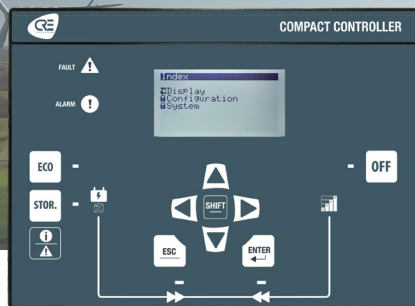 CRE
COMPACT CONTROLLER
FAULT
ALARM
Index
Display
Configuration
System
ECO
OFF
STOR.
SHIFT
ESC
ENTER